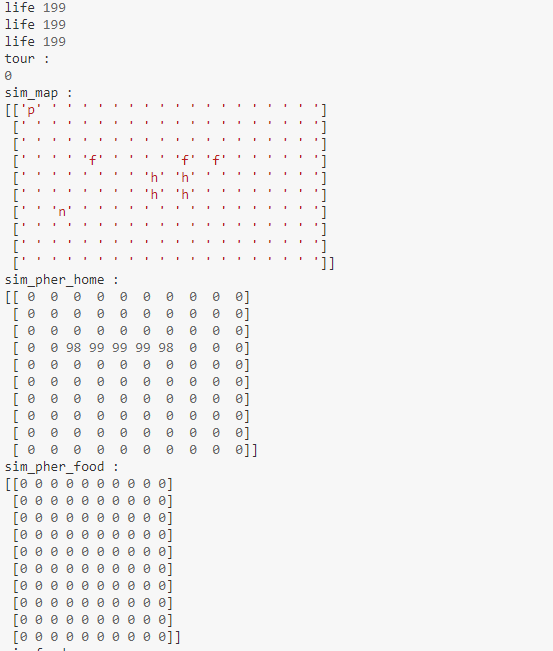 life 199
life 199
life 199
tour :
0
sim_map :
[['p' ' ' ' ' ' ' ' ' ' ' ' ' ' ' ' ' ' ']
[' ' ' ' ' ' ' ' ' ' ' ' ' ' ' ' ' ' ' ']
[' ' ' ' ' ' ' ' ' ' ' ' ' ' ' ' ' ' ' ']
[' ' ' ' 'f' ' ' ' ' 'f' 'f' ' ' ' ' ' ']
[' ' ' ' ' ' ' ' 'h' 'h' ' ' ' ' ' ' ' ']
[' ' ' ' ' ' ' ' 'h' 'h' ' ' ' ' ' ' ' ']
[' ' 'n' ' ' ' ' ' ' ' ' ' ' ' ' ' ' ' ']
[' ' ' ' ' ' ' ' ' ' ' ' ' ' ' ' ' ' ' ']
[' ' ' ' ' ' ' ' ' ' ' ' ' ' ' ' ' ' ' ']
[' ' ' ' ' ' ' ' ' ' ' ' ' ' ' ' ' ' ' ']]
sim_pher_home :
[[ 0  0  0  0  0  0  0  0  0  0]
[ 0  0  0  0  0  0  0  0  0  0]
[ 0  0  0  0  0  0  0  0  0  0]
[ 0  0 98 99 99 99 98  0  0  0]
[ 0  0  0  0  0  0  0  0  0  0]
[ 0  0  0  0  0  0  0  0  0  0]
[ 0  0  0  0  0  0  0  0  0  0]
[ 0  0  0  0  0  0  0  0  0  0]
[ 0  0  0  0  0  0  0  0  0  0]
[ 0  0  0  0  0  0  0  0  0  0]]
sim_pher_food :
[[0 0 0 0 0 0 0 0 0 0]
[0 0 0 0 0 0 0 0 0 0]
[0 0 0 0 0 0 0 0 0 0]
[0 0 0 0 0 0 0 0 0 0]
[0 0 0 0 0 0 0 0 0 0]
[0 0 0 0 0 0 0 0 0 0]
[0 0 0 0 0 0 0 0 0 0]
[0 0 0 0 0 0 0 0 0 0]
[0 0 0 0 0 0 0 0 0 0]
[0 0 0 0 0 0 0 0 0 0]]